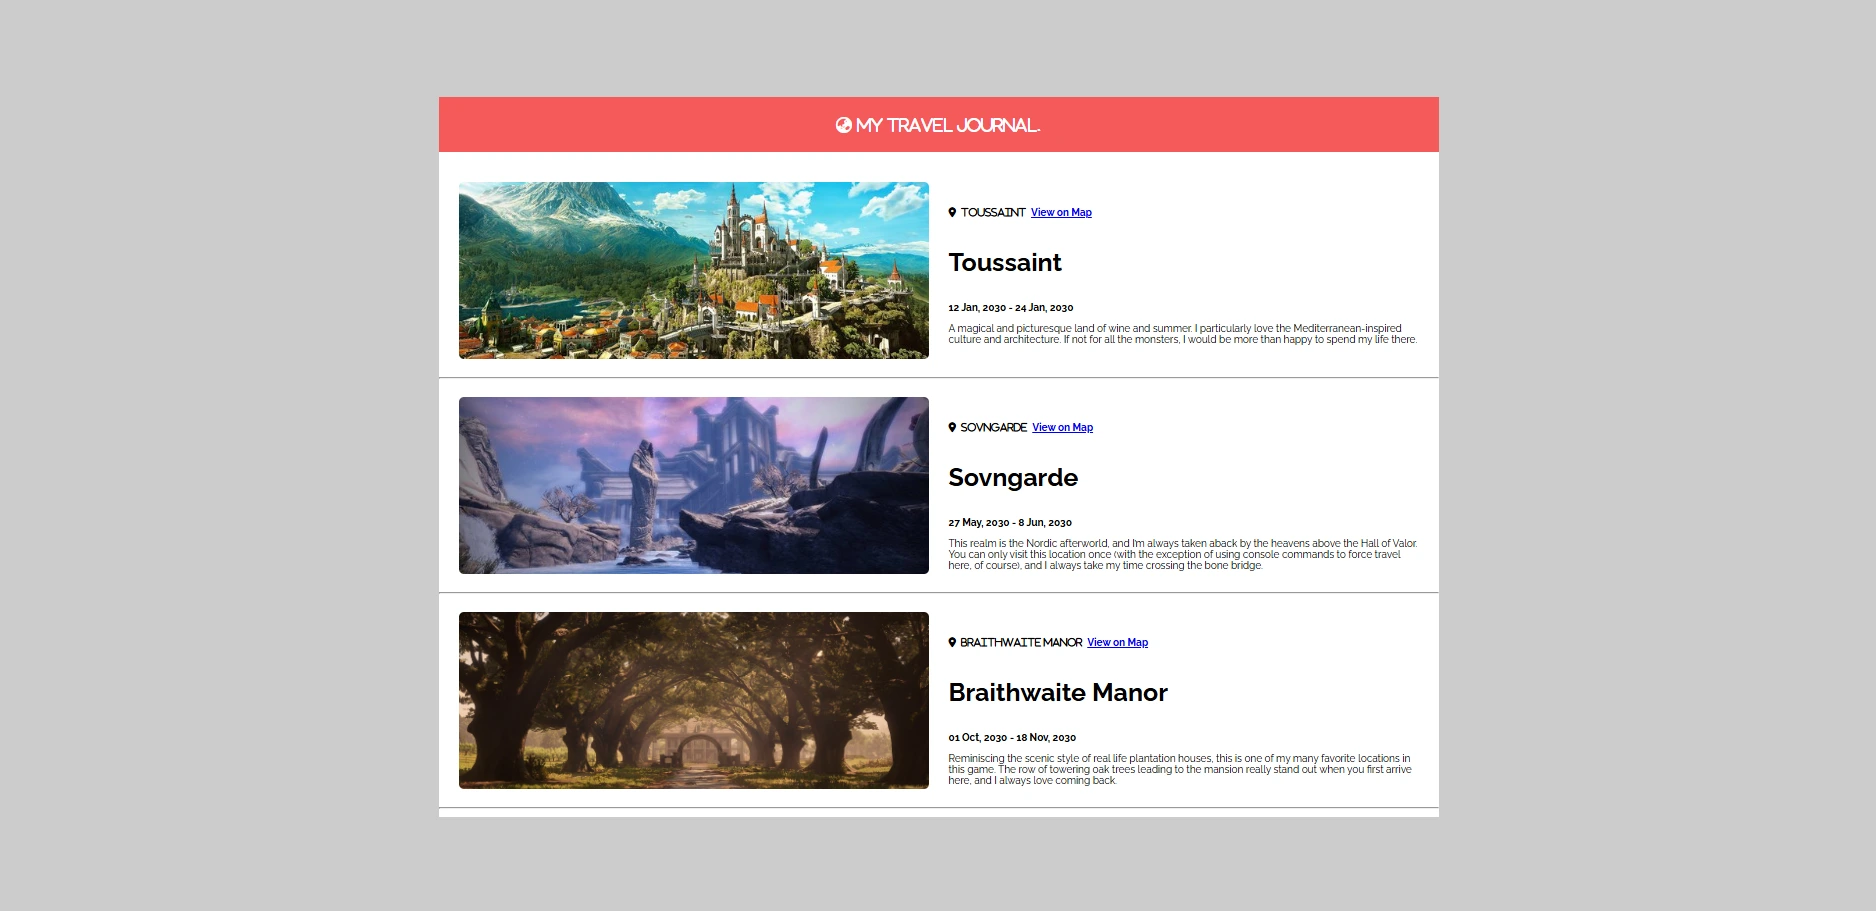 MY TRAVEL JOURNAL.
TOUSSAINT View on Map
Toussaint
12 Jan, 2030 - 24 Jan, 2030
A magical and picturesque land of wine and summer. I particularly love the Mediterranean-inspired
culture and architecture. If not for all the monsters, I would be more than happy to spend my life there.
SOVNGARDE View on Map
Sovngarde
27 May, 2030 - 8 Jun, 2030
This realm is the Nordic afterworld, and I'm always taken aback by the heavens above the Hall of Valor.
You can only visit this location once (with the exception of using console commands to force travel
here, of course), and I always take my time crossing the bone bridge.
BRAITHWAITE MANOR View on Map
Braithwaite Manor
01 Oct, 2030 - 18 Nov, 2030
Reminiscing the scenic style of real life plantation houses, this is one of my many favorite locations in
this game. The row of towering oak trees leading to the mansion really stand out when you first arrive
here, and I always love coming back.